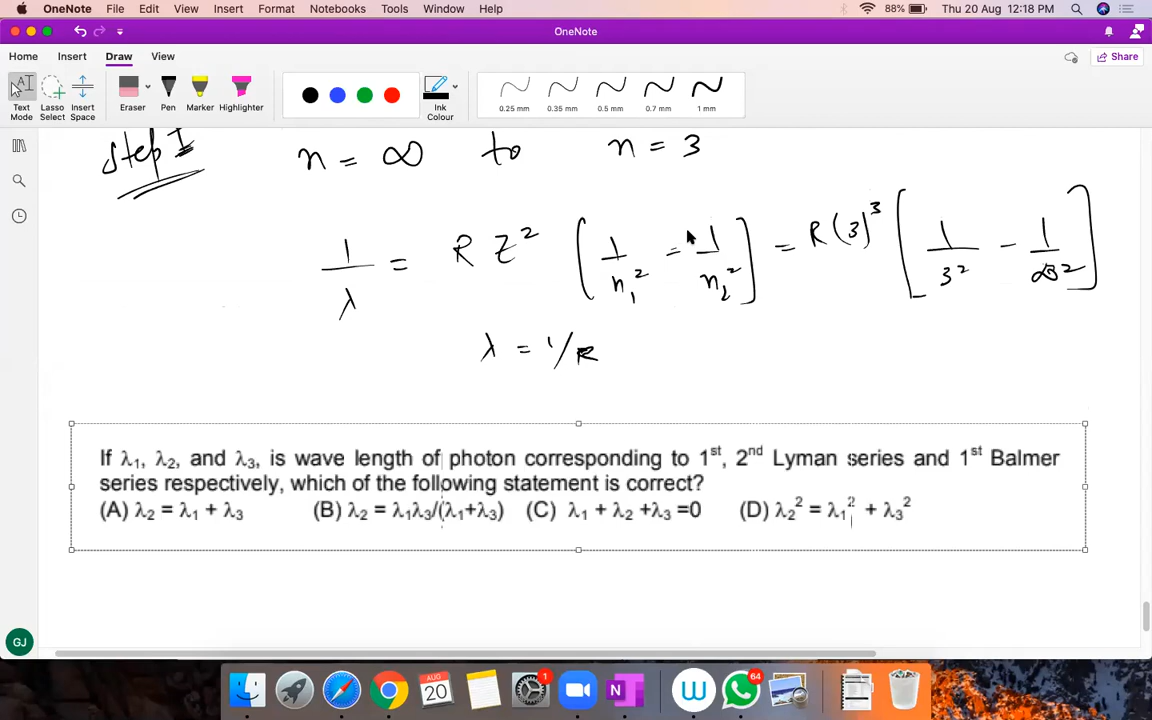 OneNote File Edit View Insert Format Notebooks Tools Window Help 88% Thu 20 Aug 12:18 PM
OneNote
Home Insert Draw View Share
Text Mode Lasso Select Insert Space Eraser Pen Marker Highlighter Ink Colour 0.25 mm 0.35 mm 0.5 mm 0.7 mm 1 mm
Step I n = ∞ to n = 3
1/λ = R Z² [1/n₁² = 1/n₂²] = R(3)³ [1/3² - 1/∞²]
λ = 1/R
If λ1, λ2, and λ3, is wave length of photon corresponding to 1st, 2nd Lyman series and 1st Balmer
series respectively, which of the following statement is correct?
(A) λ2 = λ1 + λ3 (B) λ2 = λ1λ3/(λ1+λ3) (C) λ1 + λ2 +λ3 =0 (D) λ2² = λ1² + λ3²
GJ
AUG 20 1 64